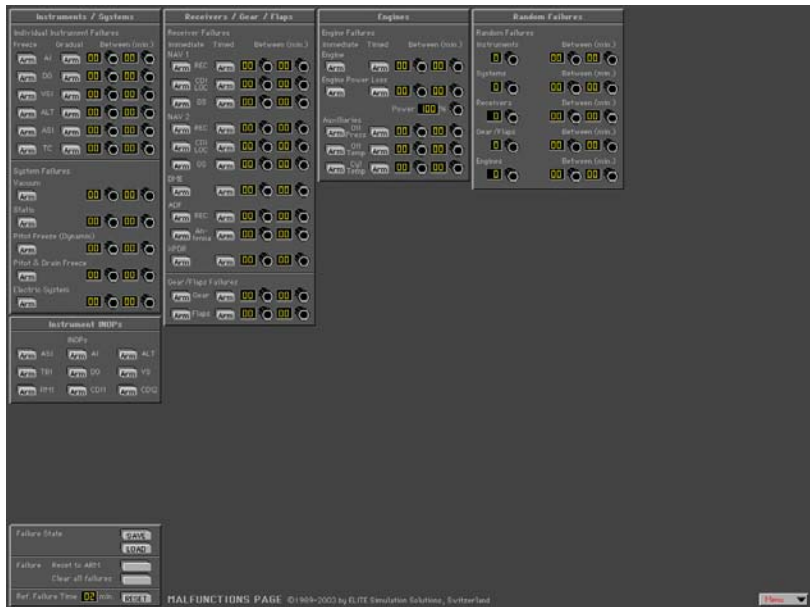 Instruments / Systems
Individual Instrument Failures
Freeze Gradual Between (min.)
Arm AI Arm 00 00
Arm DG Arm 00 00
Arm VSI Arm 00 00
Arm ALT Arm 00 00
Arm ASI Arm 00 00
Arm TC Arm 00 00
System Failures
Vacuum
Arm 00 00
Static
Arm 00 00
Pitot Freeze (Dynamic)
Arm 00 00
Pitot & Drain Freeze
Arm 00 00
Electric System
Arm 00 00
Instrument INOPs
INOPs
Arm ASI Arm AI Arm ALT
Arm TBI Arm DG Arm VS
Arm RMI Arm CDI1 Arm CDI2
Failure State SAVE
LOAD
Failure Reset to ARM
Clear all failures
Ref. Failure Time 02 min RESET
Receivers / Gear / Flaps
Receiver Failures
Immediate Timed Between (min.)
NAV 1
Arm REC Arm 00 00
Arm CDI LOC Arm 00 00
Arm GS Arm 00 00
NAV 2
Arm REC Arm 00 00
Arm CDI LOC Arm 00 00
Arm GS Arm 00 00
DME
Arm Arm 00 00
ADF
Arm REC Arm 00 00
Arm An-tenna Arm 00 00
XPDR
Arm Arm 00 00
Gear/Flaps Failures
Arm Gear Arm 00 00
Arm Flaps Arm 00 00
Engines
Engine Failures
Immediate Timed Between (min.)
Engine
Arm Arm 00 00
Engine Power Loss
Arm Arm 00 00
Power 100 %
Auxiliaries
Arm Oil Press Arm 00 00
Arm Oil Temp Arm 00 00
Arm Cyl Temp Arm 00 00
Random Failures
Random Failures
Instruments Between (min.)
0 00 00
Systems Between (min.)
0 00 00
Receivers Between (min.)
0 00 00
Gear/Flaps Between (min.)
0 00 00
Engines Between (min.)
0 00 00
MALFUNCTIONS PAGE ©1989-2003 by ELITE Simulation Solutions, Switzerland
Menu